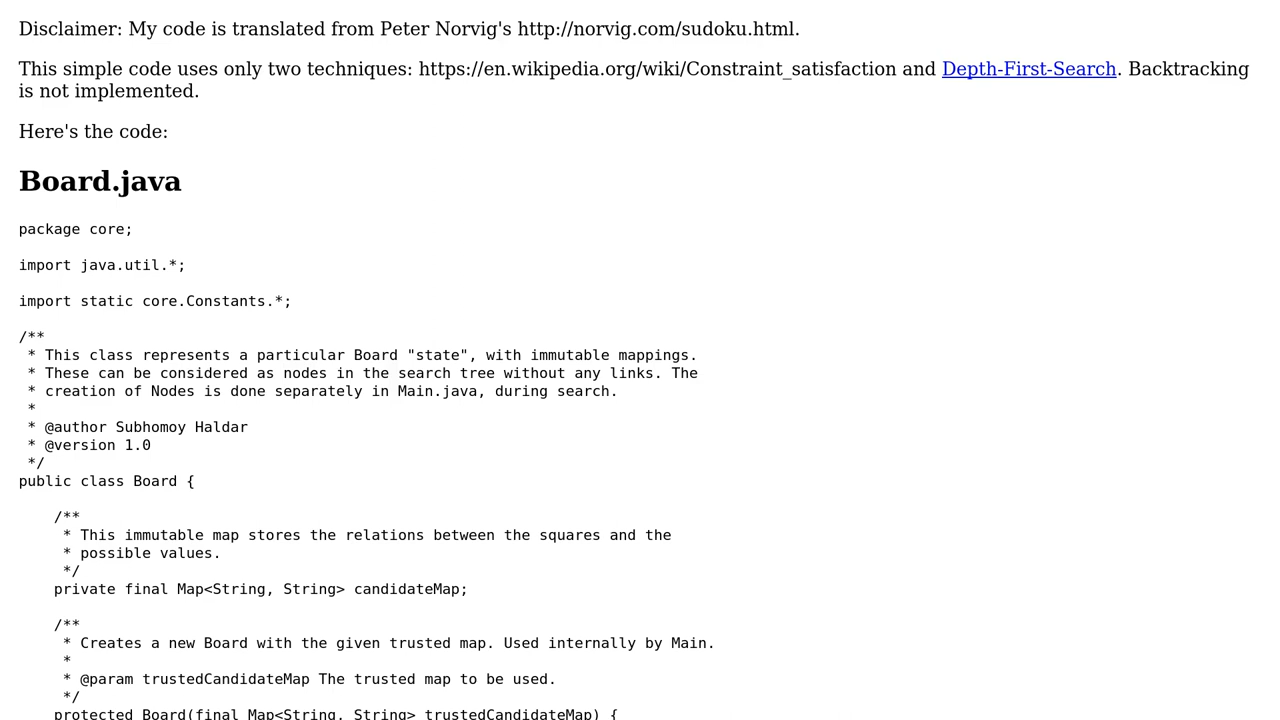 Disclaimer: My code is translated from Peter Norvig's http://norvig.com/sudoku.html.
This simple code uses only two techniques: https://en.wikipedia.org/wiki/Constraint_satisfaction and Depth-First-Search. Backtracking
is not implemented.
Here's the code:
Board.java
package core;
import java.util.*;
import static core.Constants.*;
/**
 * This class represents a particular Board "state", with immutable mappings.
 * These can be considered as nodes in the search tree without any links. The
 * creation of Nodes is done separately in Main.java, during search.
 *
 * @author Subhomoy Haldar
 * @version 1.0
 */
public class Board {
    /**
     * This immutable map stores the relations between the squares and the
     * possible values.
     */
    private final Map<String, String> candidateMap;
    /**
     * Creates a new Board with the given trusted map. Used internally by Main.
     *
     * @param trustedCandidateMap The trusted map to be used.
     */
    protected Board(final Map<String, String> trustedCandidateMap) {